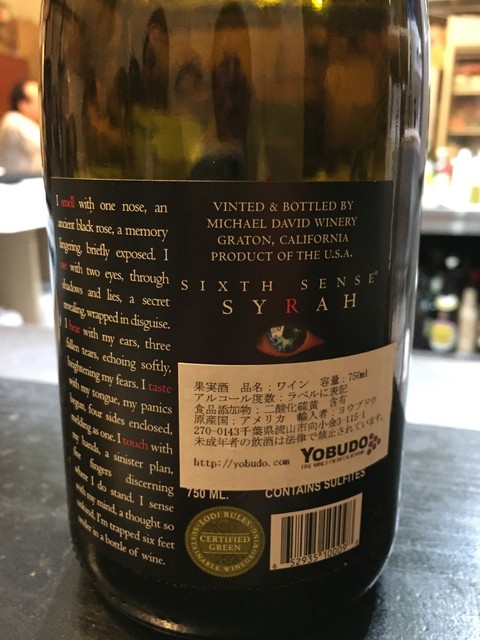 I smell with one nose, an
ancient black rose, a memory
lingering, briefly exposed. I
see with two eyes, through
shadows and lies, a secret
revealing, wrapped in disguise.
I hear with my ears, three
fallen tears, echoing softly,
heightening my fears. I taste
with my tongue, my panics
begun, four sides enclosed,
welding as one. I touch with
my hands, a sinister plan,
five fingers discerning
where I do stand. I sense
with my mind, a thought so
unkind, I'm trapped six feet
under in a bottle of wine.
VINTED & BOTTLED BY
MICHAEL DAVID WINERY
GRATON, CALIFORNIA
PRODUCT OF THE U.S.A.
SIXTH SENSE®
SYRAH
果実酒 品名：ワイン 容量：750ml
アルコール度数：ラベルに表記
食品添加物：二酸化硫黄 含有
原産国：アメリカ 輸入者：ヨウブドウ
270-0143千葉県流山市向小金3-115-1
未成年者の飲酒は法律で禁止されています。
http://yobudo.com
YOBUDO
750 ML. CONTAINS SULFITES
LODI RULES
CERTIFIED
GREEN
SUSTAINABLE WINEGROWING
6 52935 10009